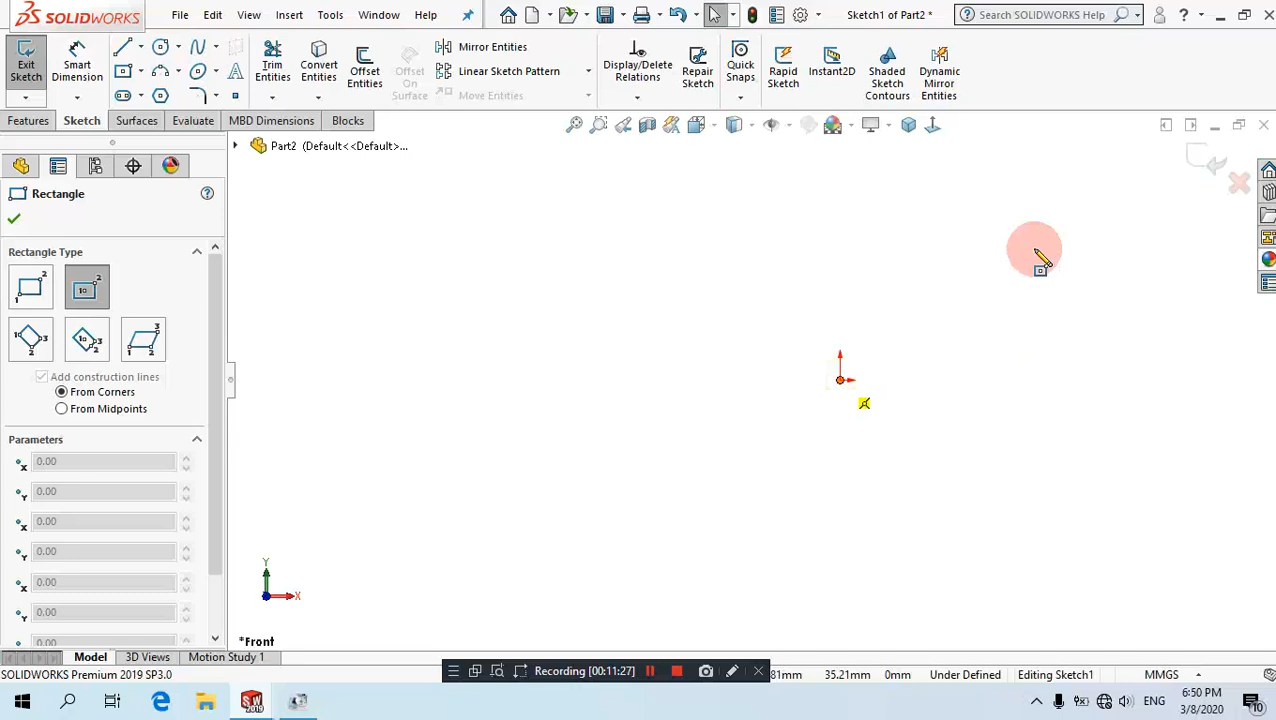 SOLIDWORKS File Edit View Insert Tools Window Help Sketch1 of Part2 * Search SOLIDWORKS Help ?
Exit Sketch Smart Dimension Trim Entities Convert Entities Offset Entities Offset On Surface Mirror Entities Linear Sketch Pattern Move Entities Display/Delete Relations Repair Sketch Quick Snaps Rapid Sketch Instant2D Shaded Sketch Contours Dynamic Mirror Entities
Features Sketch Surfaces Evaluate MBD Dimensions Blocks
Part2 (Default<<Default>...
Rectangle ?
Rectangle Type
Add construction lines
From Corners
From Midpoints
Parameters
x 0.00
Y 0.00
x 0.00
Y 0.00
x 0.00
Y 0.00
Y
X
*Front
Model 3D Views Motion Study 1
SOLIDWORKS Premium 2019 SP3.0 Recording [00:11:27] 81mm 35.21mm 0mm Under Defined Editing Sketch1 MMGS
ENG 6:50 PM
3/8/2020